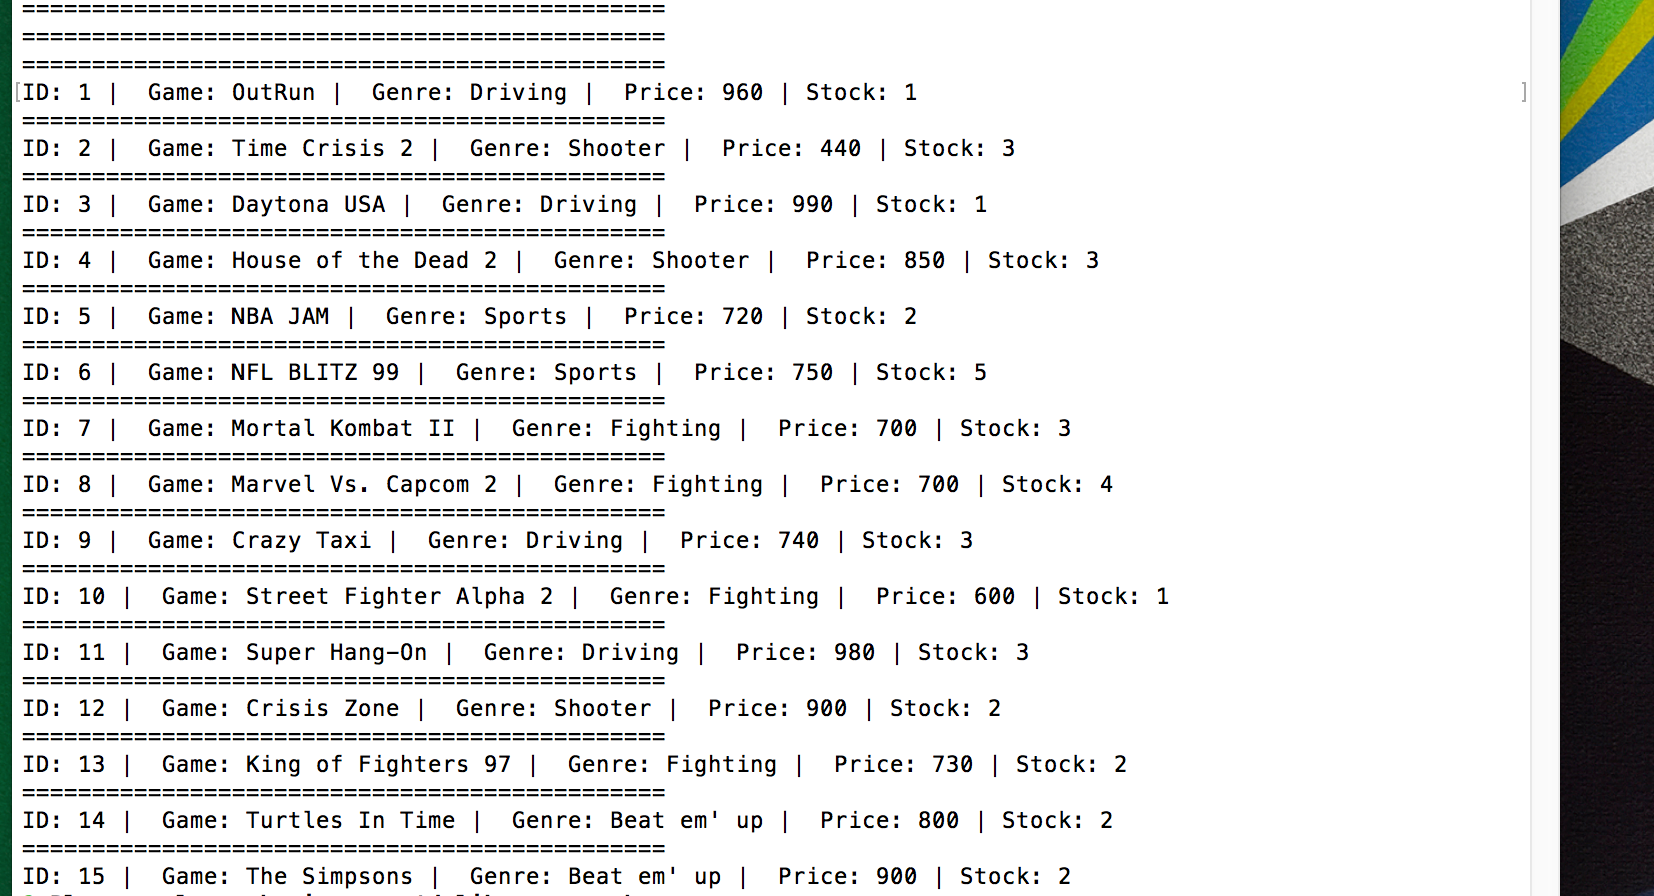 ==============================================
==============================================
==============================================
[ID: 1 |  Game: OutRun |  Genre: Driving |  Price: 960 | Stock: 1 ]
==============================================
ID: 2 |  Game: Time Crisis 2 |  Genre: Shooter |  Price: 440 | Stock: 3
==============================================
ID: 3 |  Game: Daytona USA |  Genre: Driving |  Price: 990 | Stock: 1
==============================================
ID: 4 |  Game: House of the Dead 2 |  Genre: Shooter |  Price: 850 | Stock: 3
==============================================
ID: 5 |  Game: NBA JAM |  Genre: Sports |  Price: 720 | Stock: 2
==============================================
ID: 6 |  Game: NFL BLITZ 99 |  Genre: Sports |  Price: 750 | Stock: 5
==============================================
ID: 7 |  Game: Mortal Kombat II |  Genre: Fighting |  Price: 700 | Stock: 3
==============================================
ID: 8 |  Game: Marvel Vs. Capcom 2 |  Genre: Fighting |  Price: 700 | Stock: 4
==============================================
ID: 9 |  Game: Crazy Taxi |  Genre: Driving |  Price: 740 | Stock: 3
==============================================
ID: 10 |  Game: Street Fighter Alpha 2 |  Genre: Fighting |  Price: 600 | Stock: 1
==============================================
ID: 11 |  Game: Super Hang-On |  Genre: Driving |  Price: 980 | Stock: 3
==============================================
ID: 12 |  Game: Crisis Zone |  Genre: Shooter |  Price: 900 | Stock: 2
==============================================
ID: 13 |  Game: King of Fighters 97 |  Genre: Fighting |  Price: 730 | Stock: 2
==============================================
ID: 14 |  Game: Turtles In Time |  Genre: Beat em' up |  Price: 800 | Stock: 2
==============================================
ID: 15 |  Game: The Simpsons |  Genre: Beat em' up |  Price: 900 | Stock: 2